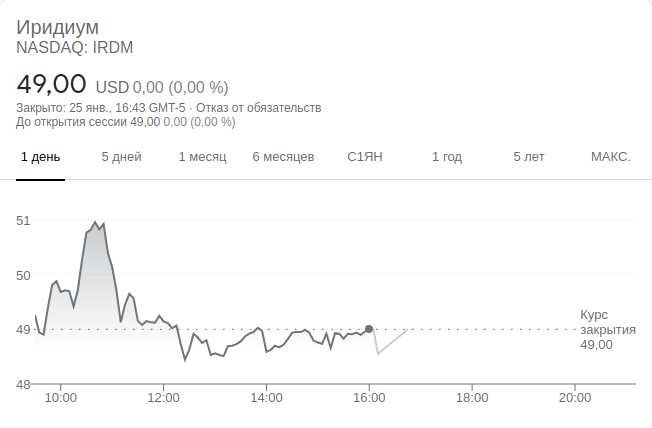 Иридиум
NASDAQ: IRDM
49,00 USD 0,00 (0,00 %)
Закрыто: 25 янв., 16:43 GMT-5 · Отказ от обязательств
До открытия сессии 49,00 0,00 (0,00 %)
1 день 5 дней 1 месяц 6 месяцев С1ЯН 1 год 5 лет МАКС.
51
50
49
48
Курс
закрытия
49,00
10:00 12:00 14:00 16:00 18:00 20:00